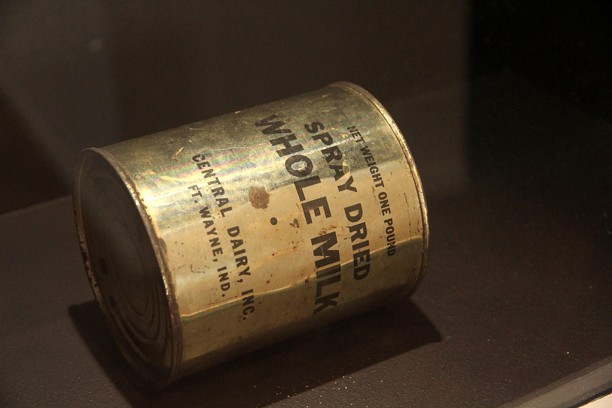 NET WEIGHT ONE POUND
SPRAY DRIED
WHOLE MILK
CENTRAL DAIRY, INC.
FT. WAYNE, IND.